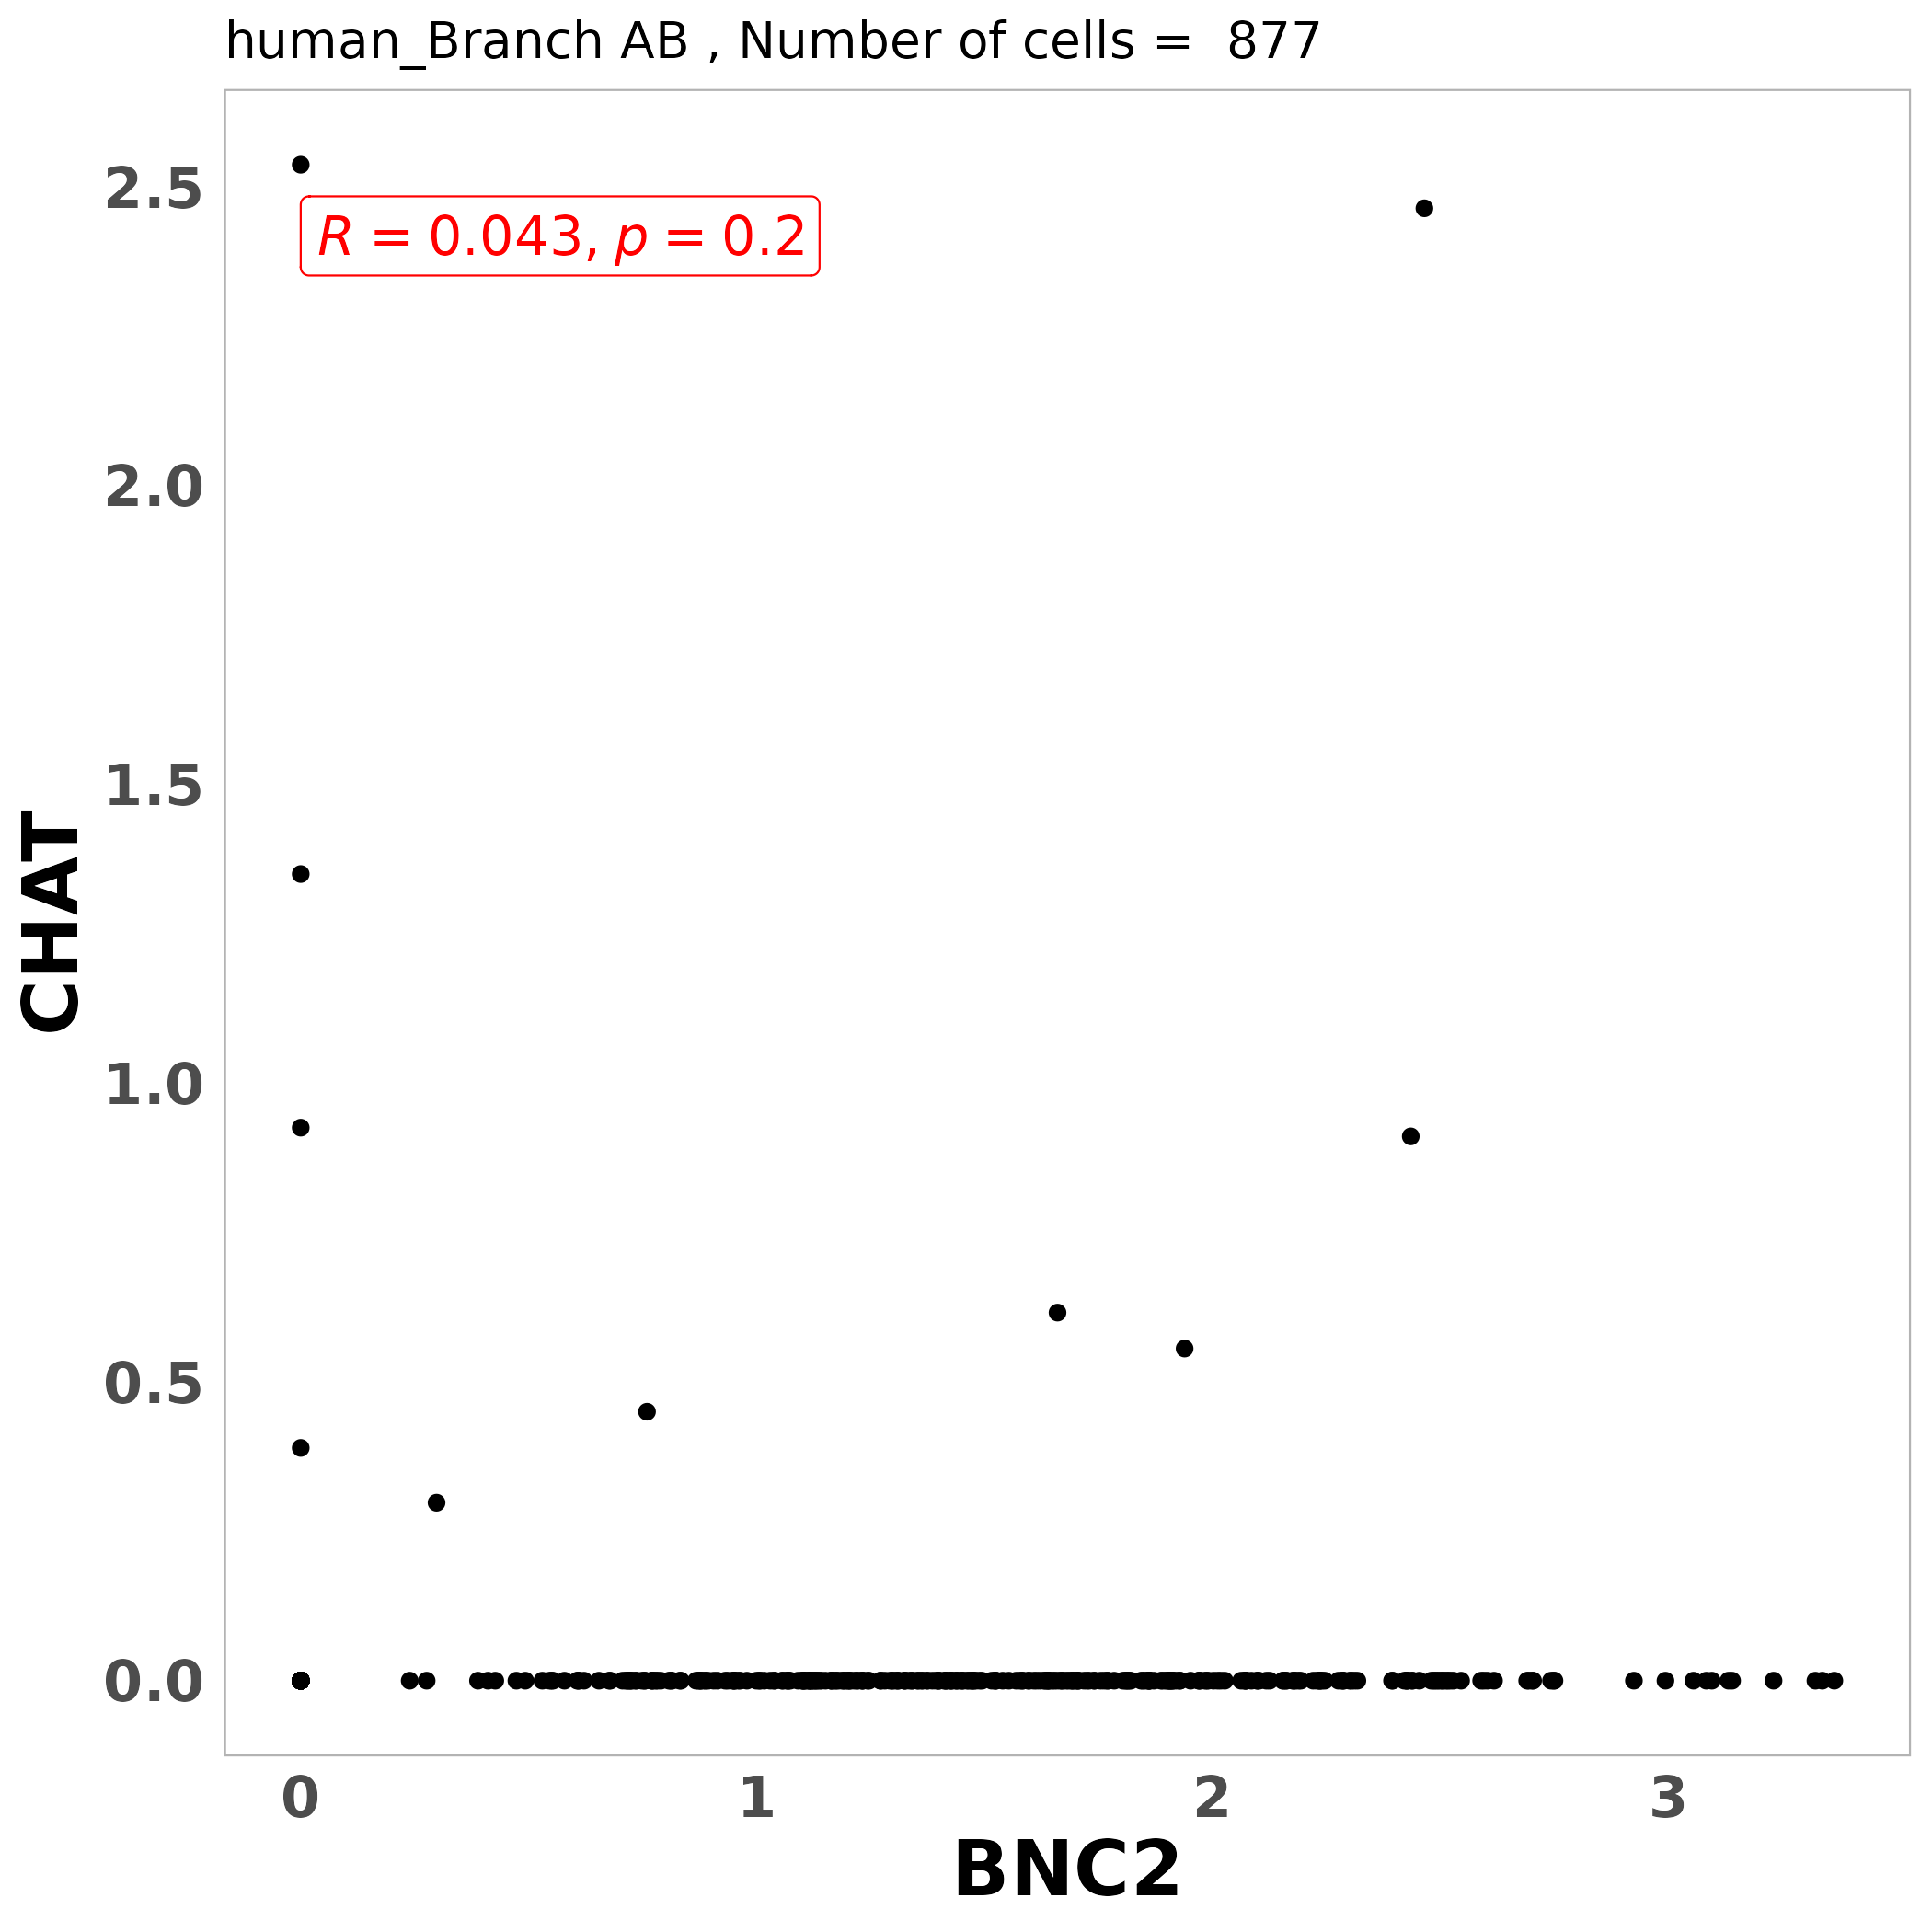 human_Branch AB , Number of cells =  877
2.5
R = 0.043, p = 0.2
2.0
1.5
CHAT
1.0
0.5
0.0
0 1 2 3
BNC2